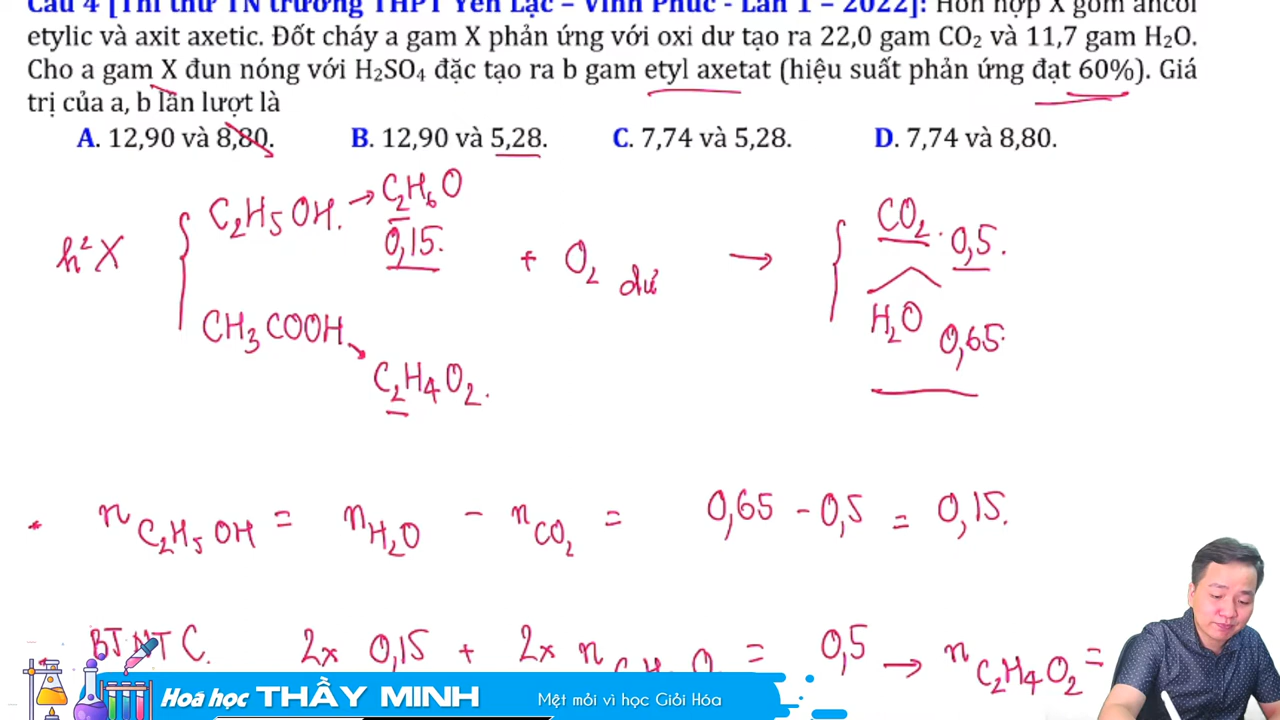 Câu 4 [Thi thử TN trường THPT Yên Lạc – Vĩnh Phúc - Lần 1 – 2022]: Hỗn hợp X gồm ancol
etylic và axit axetic. Đốt cháy a gam X phản ứng với oxi dư tạo ra 22,0 gam CO₂ và 11,7 gam H₂O.
Cho a gam X đun nóng với H₂SO₄ đặc tạo ra b gam etyl axetat (hiệu suất phản ứng đạt 60%). Giá
trị của a, b lần lượt là
A. 12,90 và 8,80. B. 12,90 và 5,28. C. 7,74 và 5,28. D. 7,74 và 8,80.
h² X { C₂H₅OH. → C₂H₆O 0,15. + O₂ dư → { CO₂. 0,5.
CH₃COOH → C₂H₄O₂. H₂O 0,65.
* n C₂H₅OH = n H₂O - n CO₂ = 0,65 - 0,5 = 0,15.
BTNT C. 2x 0,15 + 2x n = 0,5 → n C₂H₄O₂ =
Hoá học THẦY MINH Mệt mỏi vì học Giỏi Hóa